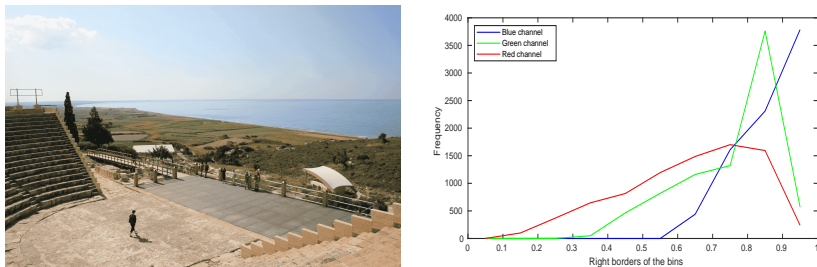 4000
3500
3000
2500
2000
1500
1000
500
0
Frequency
Blue channel
Green channel
Red channel
0 0.1 0.2 0.3 0.4 0.5 0.6 0.7 0.8 0.9 1
Right borders of the bins